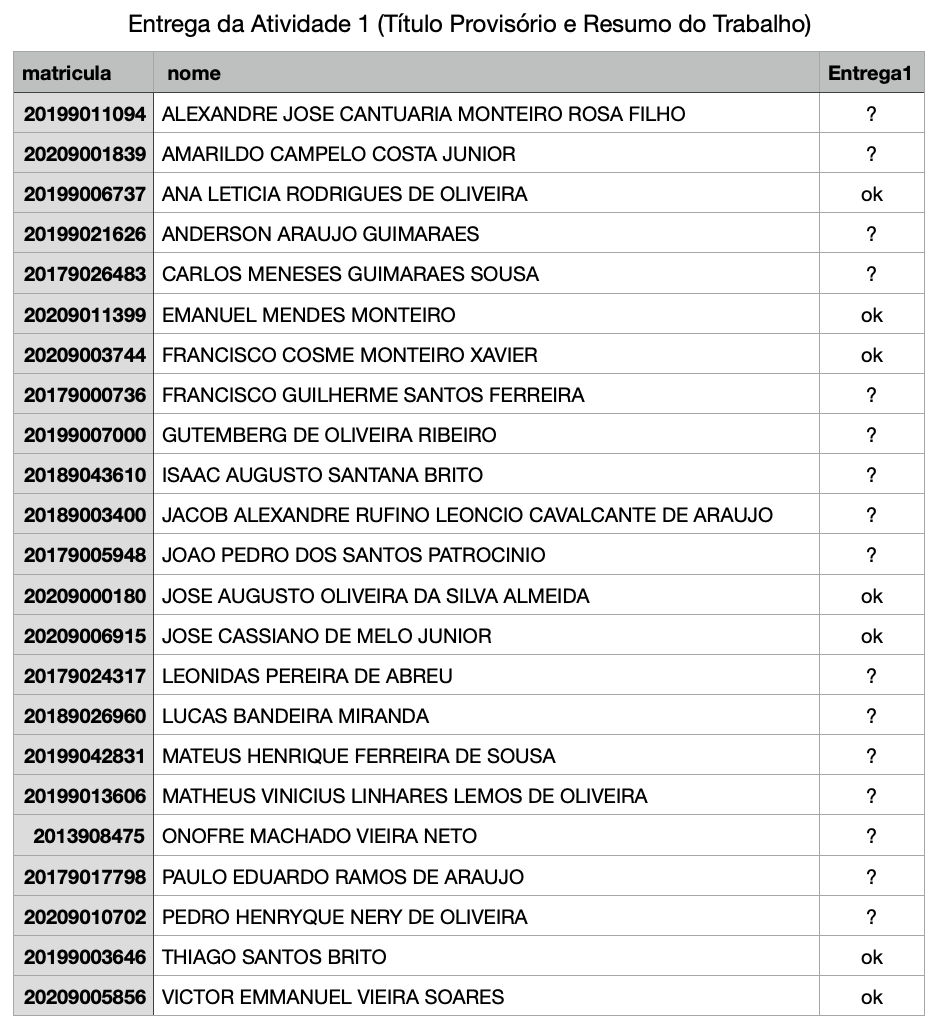 Entrega da Atividade 1 (Título Provisório e Resumo do Trabalho)
matricula nome Entrega1
20199011094 ALEXANDRE JOSE CANTUARIA MONTEIRO ROSA FILHO ?
20209001839 AMARILDO CAMPELO COSTA JUNIOR ?
20199006737 ANA LETICIA RODRIGUES DE OLIVEIRA ok
20199021626 ANDERSON ARAUJO GUIMARAES ?
20179026483 CARLOS MENESES GUIMARAES SOUSA ?
20209011399 EMANUEL MENDES MONTEIRO ok
20209003744 FRANCISCO COSME MONTEIRO XAVIER ok
20179000736 FRANCISCO GUILHERME SANTOS FERREIRA ?
20199007000 GUTEMBERG DE OLIVEIRA RIBEIRO ?
20189043610 ISAAC AUGUSTO SANTANA BRITO ?
20189003400 JACOB ALEXANDRE RUFINO LEONCIO CAVALCANTE DE ARAUJO ?
20179005948 JOAO PEDRO DOS SANTOS PATROCINIO ?
20209000180 JOSE AUGUSTO OLIVEIRA DA SILVA ALMEIDA ok
20209006915 JOSE CASSIANO DE MELO JUNIOR ok
20179024317 LEONIDAS PEREIRA DE ABREU ?
20189026960 LUCAS BANDEIRA MIRANDA ?
20199042831 MATEUS HENRIQUE FERREIRA DE SOUSA ?
20199013606 MATHEUS VINICIUS LINHARES LEMOS DE OLIVEIRA ?
2013908475 ONOFRE MACHADO VIEIRA NETO ?
20179017798 PAULO EDUARDO RAMOS DE ARAUJO ?
20209010702 PEDRO HENRYQUE NERY DE OLIVEIRA ?
20199003646 THIAGO SANTOS BRITO ok
20209005856 VICTOR EMMANUEL VIEIRA SOARES ok